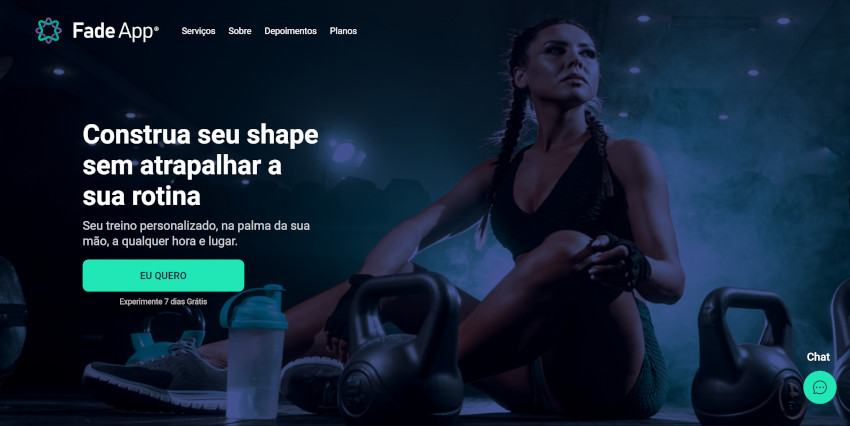 Fade App®
Serviços Sobre Depoimentos Planos
Construa seu shape
sem atrapalhar a
sua rotina
Seu treino personalizado, na palma da sua
mão, a qualquer hora e lugar.
EU QUERO
Experimente 7 dias Grátis
Chat